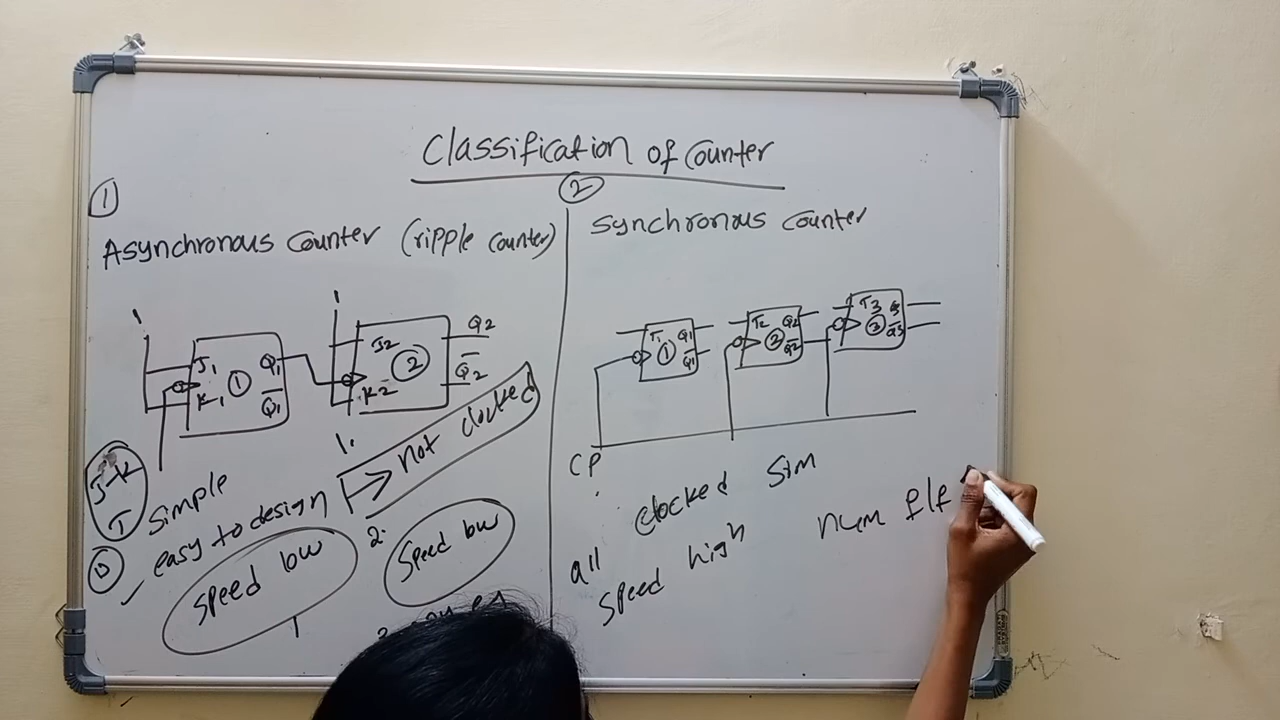 Classification of Counter
①
②
Asynchronous Counter (ripple counter)
1
J1
K1
①
Q1
Q̅1
1
J2
K2
②
Q2
Q̅2
J-K
T
D
simple
easy to design
speed low
1.
not clocked
2.
speed low
Synchronous Counter
T1
①
Q1
Q̅1
T2
②
Q2
Q̅2
T3
③
Q3
Q̅3
CP
all clocked sim
speed high
num f/f